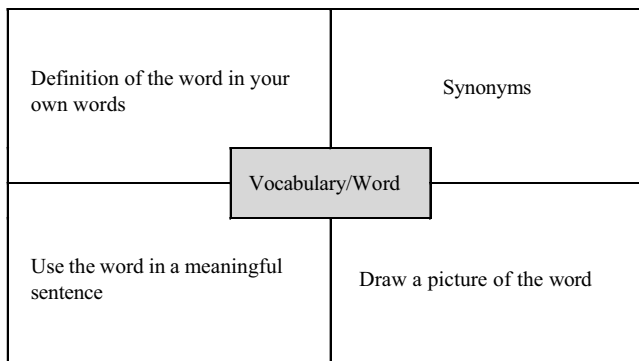 Definition of the word in your
own words
Synonyms
Vocabulary/Word
Use the word in a meaningful
sentence
Draw a picture of the word